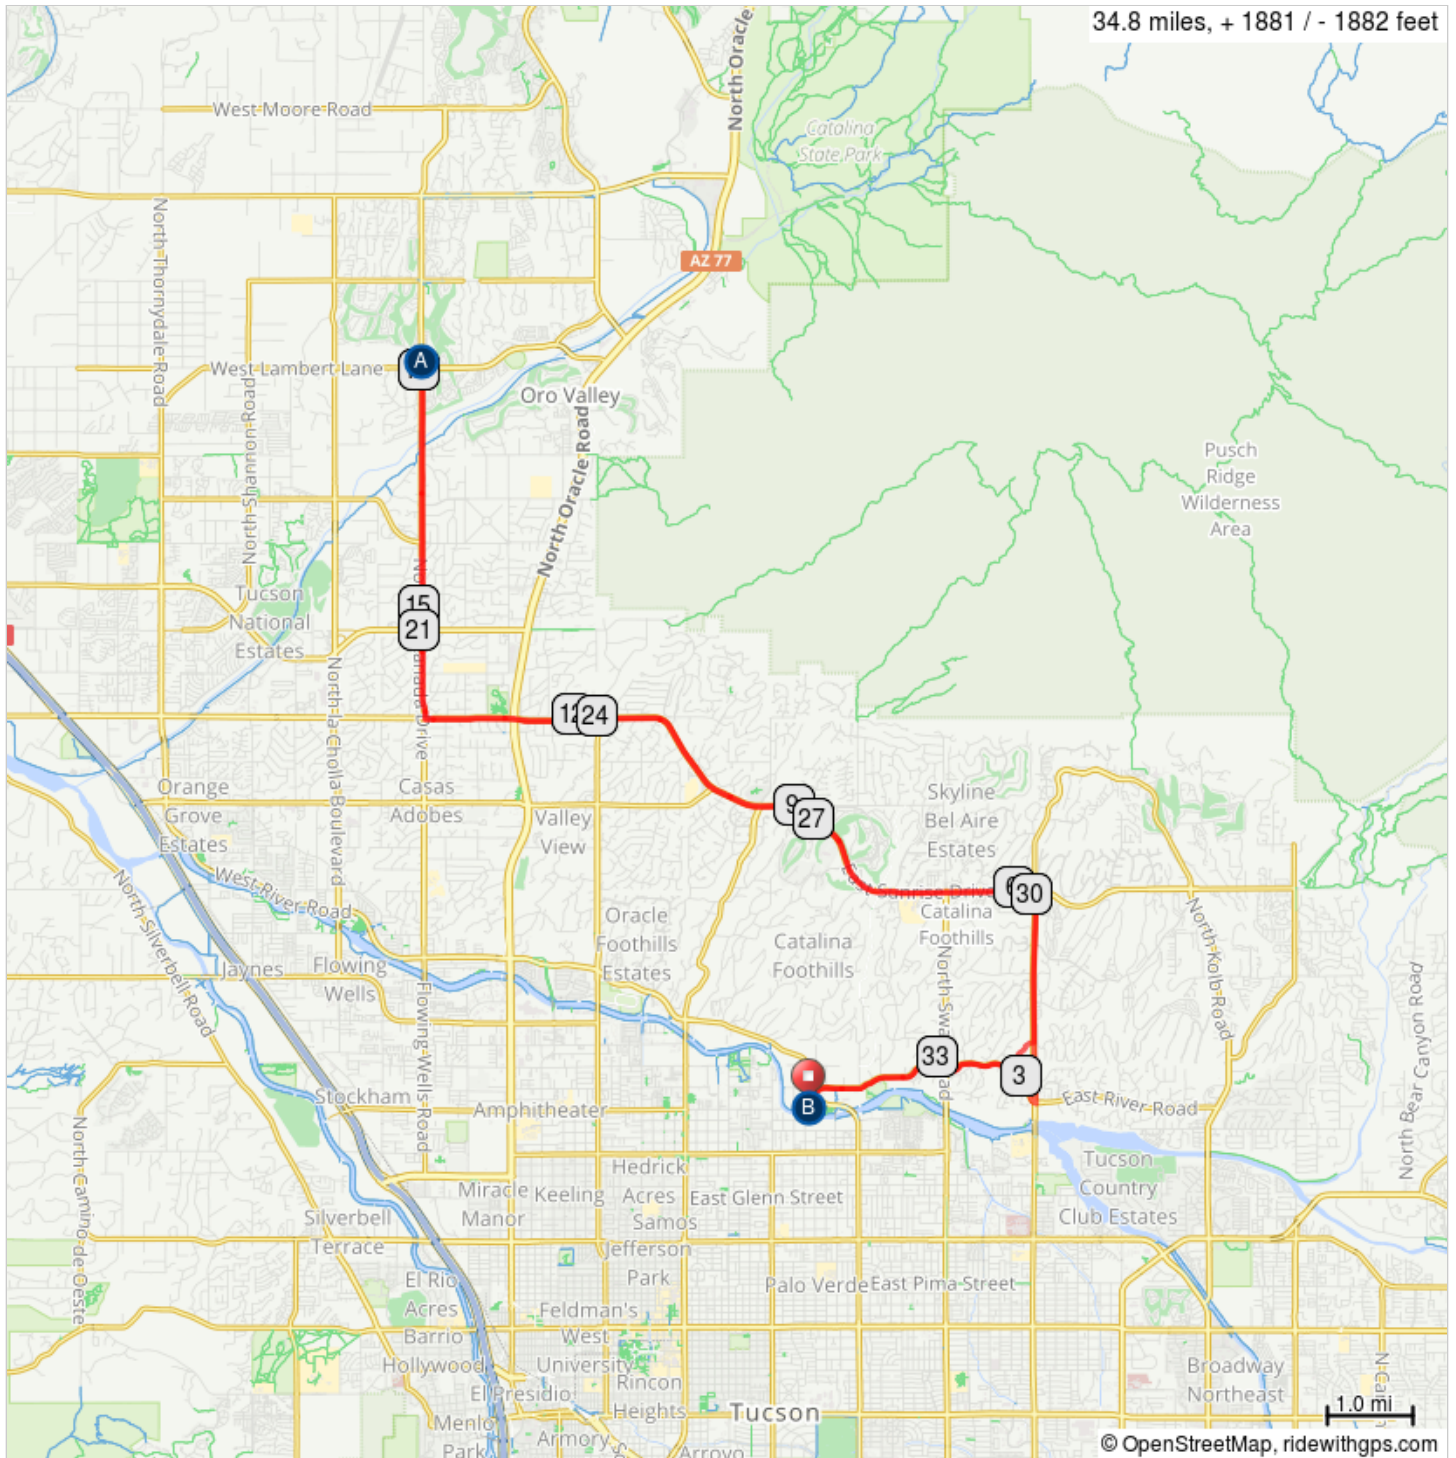 34.8 miles, + 1881 / - 1882 feet
West Moore Road
North Oracle
Catalina
State Park
North Thornydale Road
AZ 77
A
West Lambert Lane
Oro Valley
North Shannon Road
North Oracle Road
Pusch
Ridge
Wilderness
Area
Tucson
National
Estates
15
21
North la Cholla Boulevard
12
24
Orange
Grove
Estates
Casas
Adobes
Valley
View
9
27
Skyline
Bel Aire
Estates
West River Road
East Sunrise Drive
30
Catalina
Foothills
North Silverbell Road
Oracle
Foothills
Estates
Catalina
Foothills
North Kolb Road
Jaynes
Flowing
Wells
Flowing Wells Road
North Bear Canyon Road
33
3
B
Stockham
Amphitheater
East River Road
North Camino de Oeste
Hedrick
Acres
Tucson
Country
Club Estates
Miracle
Manor
Keeling
East Glenn Street
Samos
Silverbell
Terrace
Jefferson
Park
El Rio
Acres
Palo Verde
East Pima Street
Barrio
Hollywood
Feldman's
West
University
Rincon
Heights
Broadway
Northeast
El Presidio
Menlo
Park
Armory
Tucson
Arroyo
1.0 mi
© OpenStreetMap, ridewithgps.com